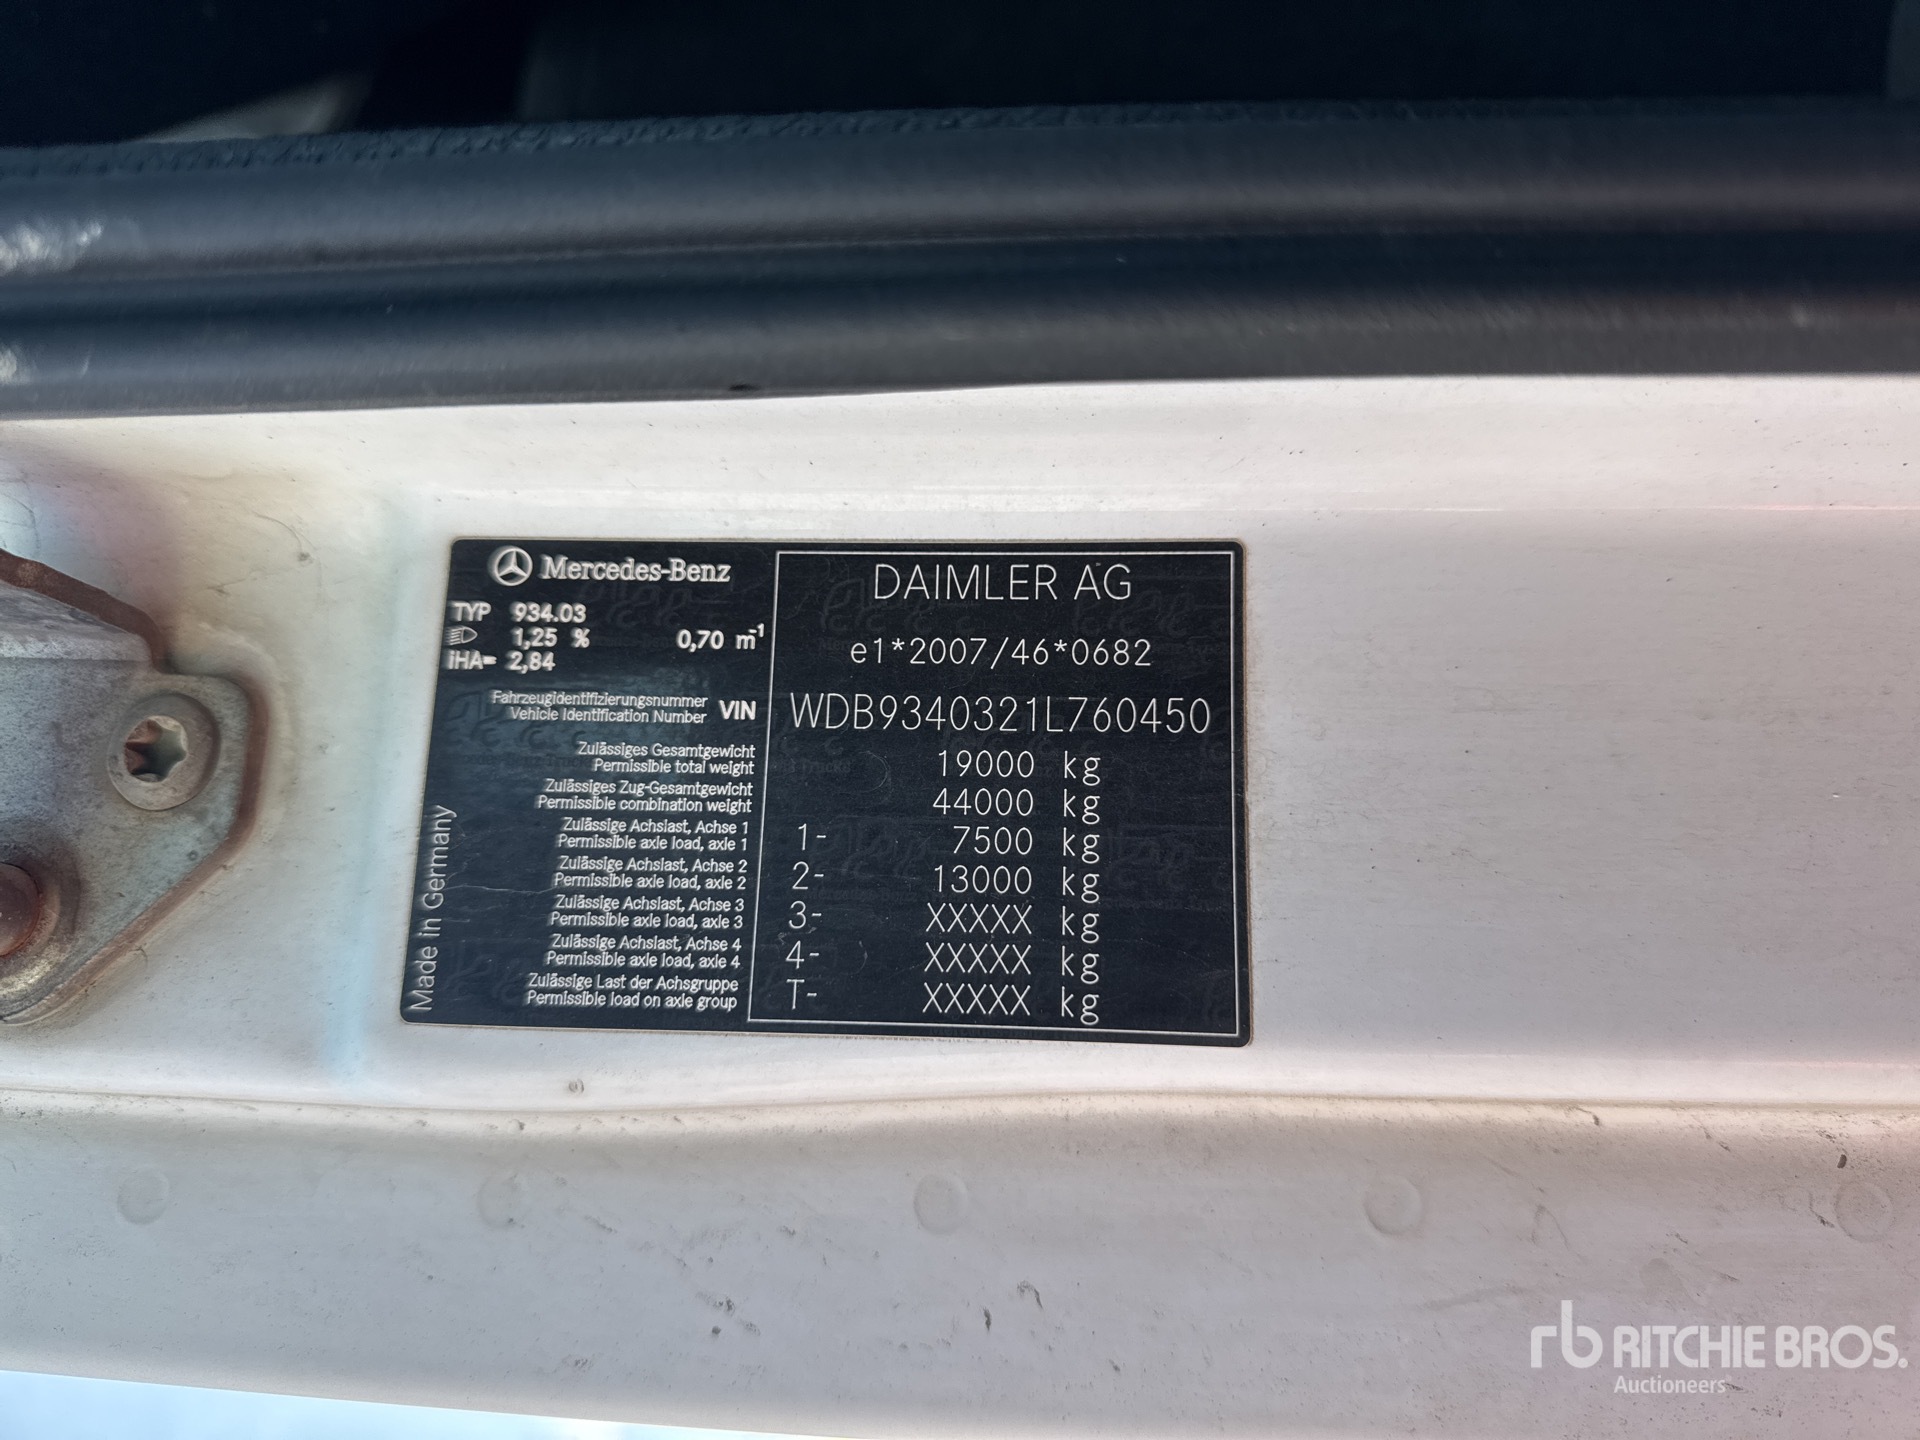 Mercedes-Benz
TYP 934.03
1,25 % 0,70 m⁻¹
iHA= 2,84
DAIMLER AG
e1*2007/46*0682
Fahrzeugidentifizierungsnummer
Vehicle Identification Number VIN WDB9340321L760450
Zulässiges Gesamtgewicht
Permissible total weight 19000 kg
Zulässiges Zug-Gesamtgewicht
Permissible combination weight 44000 kg
Zulässige Achslast, Achse 1
Permissible axle load, axle 1 1- 7500 kg
Zulässige Achslast, Achse 2
Permissible axle load, axle 2 2- 13000 kg
Zulässige Achslast, Achse 3
Permissible axle load, axle 3 3- XXXXX kg
Zulässige Achslast, Achse 4
Permissible axle load, axle 4 4- XXXXX kg
Zulässige Last der Achsgruppe
Permissible load on axle group T- XXXXX kg
Made in Germany
rb RITCHIE BROS.
Auctioneers